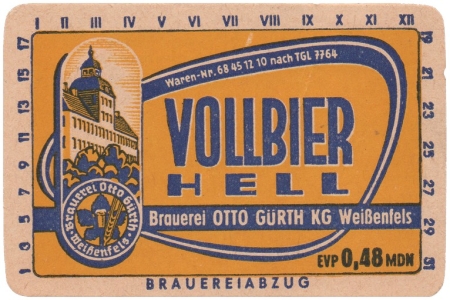 I II III IV V VI VII VIII IX X XI XII
1 3 5 7 9 11 13 15 17
19 21 23 25 27 29 31
Waren-Nr. 68 45 12 10 nach TGL 7764
VOLLBIER
HELL
Brauerei OTTO GÜRTH KG Weißenfels
Brauerei Otto Gürth
Weißenfels
EVP 0,48 MDN
BRAUEREIABZUG